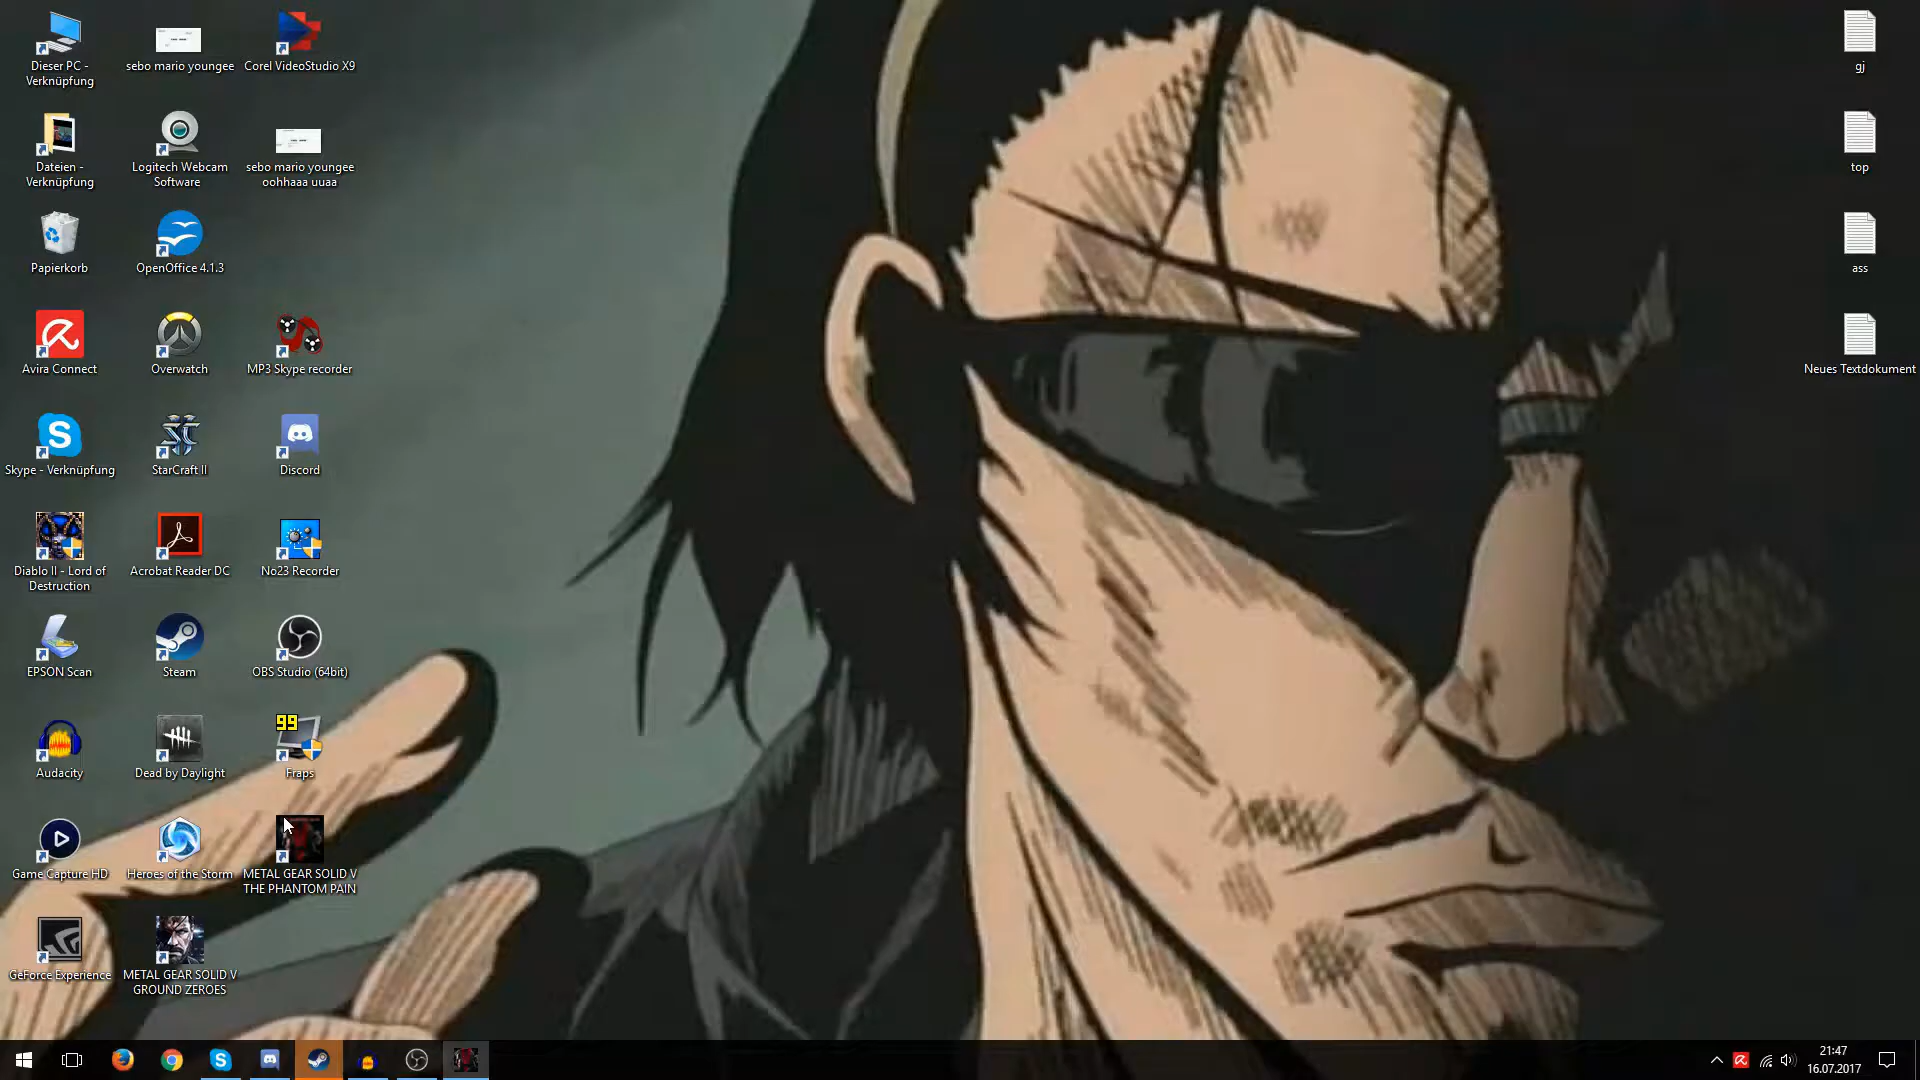 Dieser PC -
Verknüpfung
sebo mario youngee
Corel VideoStudio X9
gj
Dateien -
Verknüpfung
Logitech Webcam
Software
sebo mario youngee
oohhaaa uuaa
top
Papierkorb
OpenOffice 4.1.3
ass
Avira Connect
Overwatch
MP3 Skype recorder
Neues Textdokument
Skype - Verknüpfung
StarCraft II
Discord
Diablo II - Lord of
Destruction
Acrobat Reader DC
No23 Recorder
EPSON Scan
Steam
OBS Studio (64bit)
99
Audacity
Dead by Daylight
Fraps
Game Capture HD
Heroes of the Storm
METAL GEAR SOLID V
THE PHANTOM PAIN
GeForce Experience
METAL GEAR SOLID V
GROUND ZEROES
21:47
16.07.2017